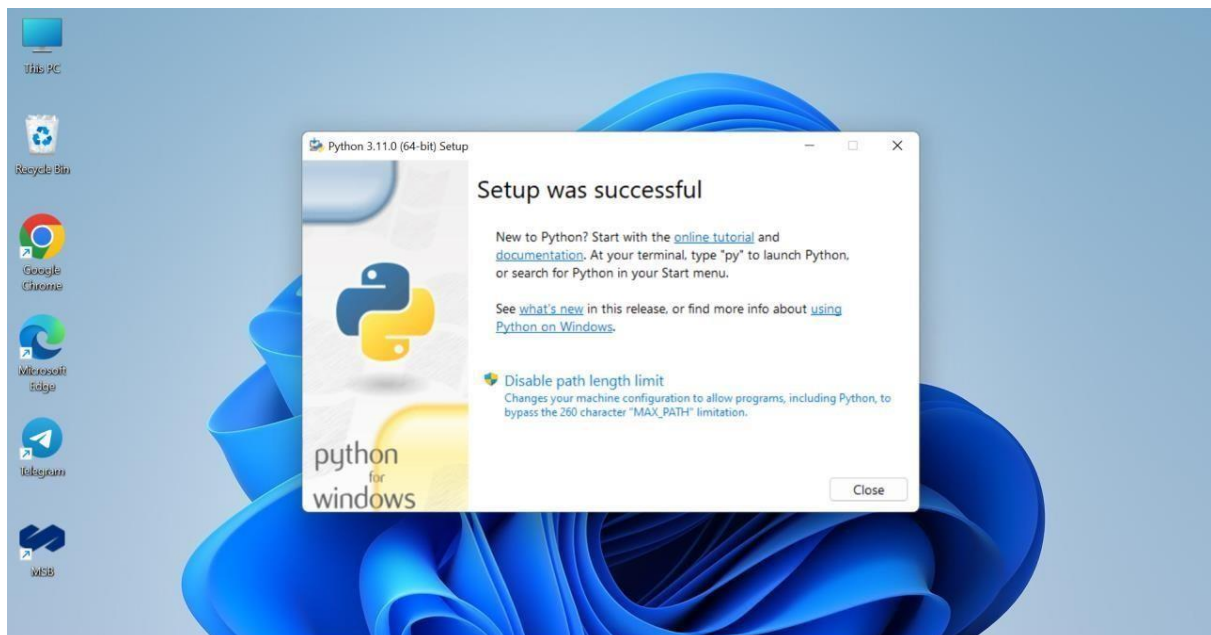 This PC
Recycle Bin
Google
Chrome
Microsoft
Edge
Telegram
MSB
Python 3.11.0 (64-bit) Setup
Setup was successful
New to Python? Start with the online tutorial and
documentation. At your terminal, type "py" to launch Python,
or search for Python in your Start menu.
See what's new in this release, or find more info about using
Python on Windows.
Disable path length limit
Changes your machine configuration to allow programs, including Python, to
bypass the 260 character "MAX_PATH" limitation.
python
for
windows
Close